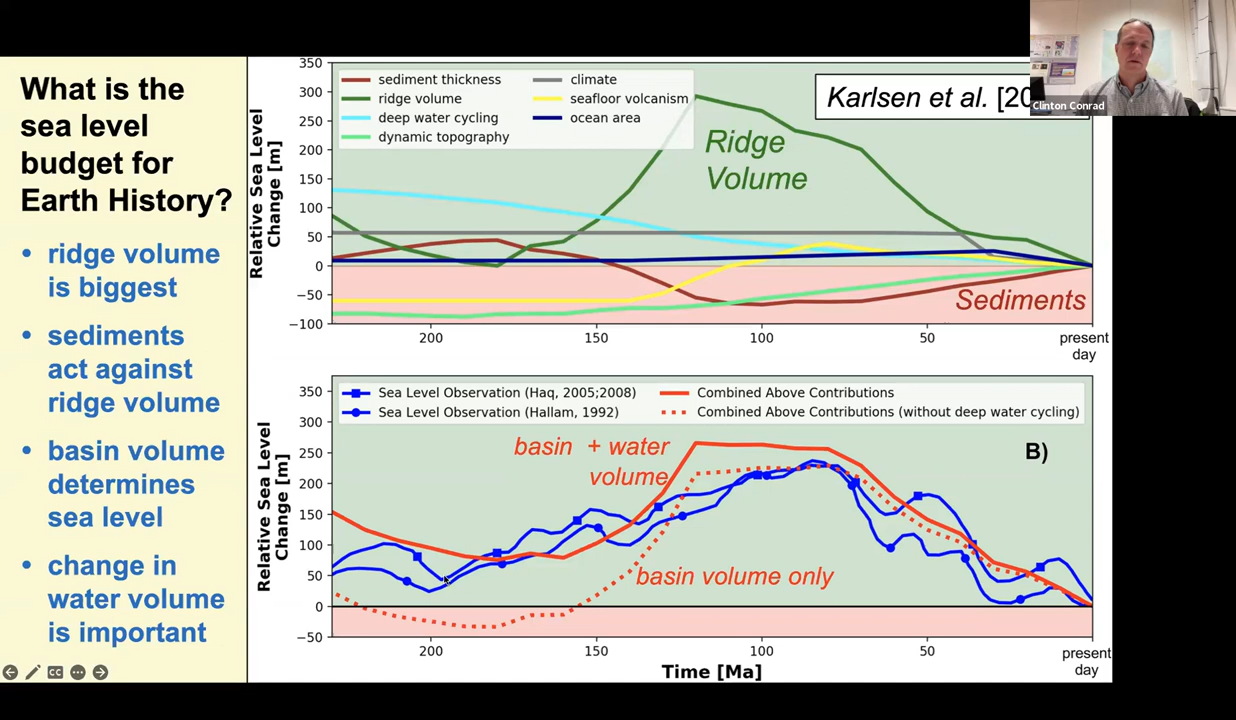 What is the
sea level
budget for
Earth History?
• ridge volume
is biggest
• sediments
act against
ridge volume
• basin volume
determines
sea level
• change in
water volume
is important
Relative Sea Level
Change [m]
350
300
250
200
150
100
50
0
−50
−100
sediment thickness
ridge volume
deep water cycling
dynamic topography
climate
seafloor volcanism
ocean area
Karlsen et al.
Clinton Conrad
Ridge
Volume
Sediments
200
150
100
50
present
day
Relative Sea Level
Change [m]
350
300
250
200
150
100
50
0
−50
Sea Level Observation (Haq, 2005;2008)
Sea Level Observation (Hallam, 1992)
Combined Above Contributions
Combined Above Contributions (without deep water cycling)
basin + water
volume
B)
basin volume only
200
150
100
50
present
day
Time [Ma]
CC